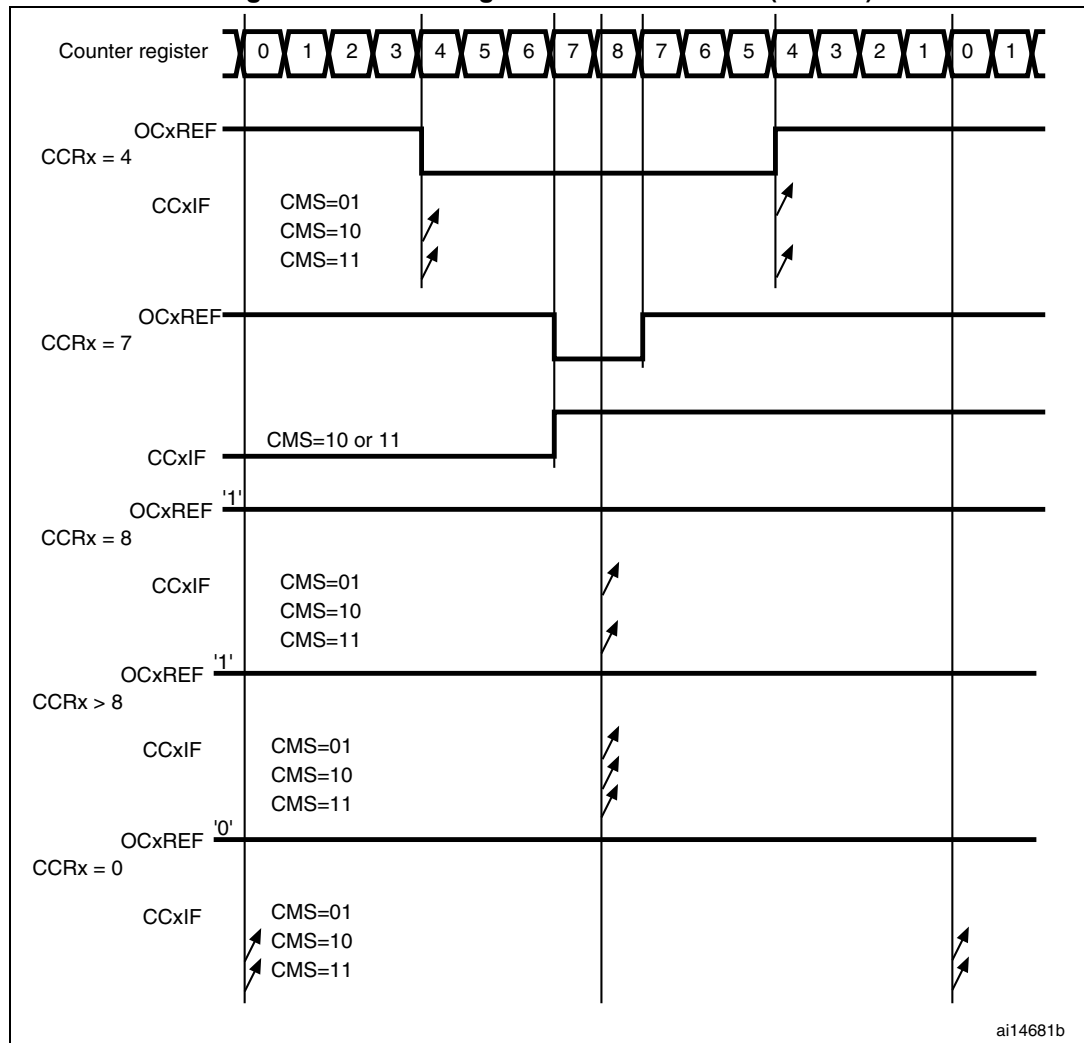 Counter register 0 1 2 3 4 5 6 7 8 7 6 5 4 3 2 1 0 1
OCxREF
CCRx = 4
CCxIF
CMS=01
CMS=10
CMS=11
OCxREF
CCRx = 7
CMS=10 or 11
CCxIF
'1'
OCxREF
CCRx = 8
CCxIF
CMS=01
CMS=10
CMS=11
'1'
OCxREF
CCRx > 8
CCxIF
CMS=01
CMS=10
CMS=11
'0'
OCxREF
CCRx = 0
CCxIF
CMS=01
CMS=10
CMS=11
ai14681b